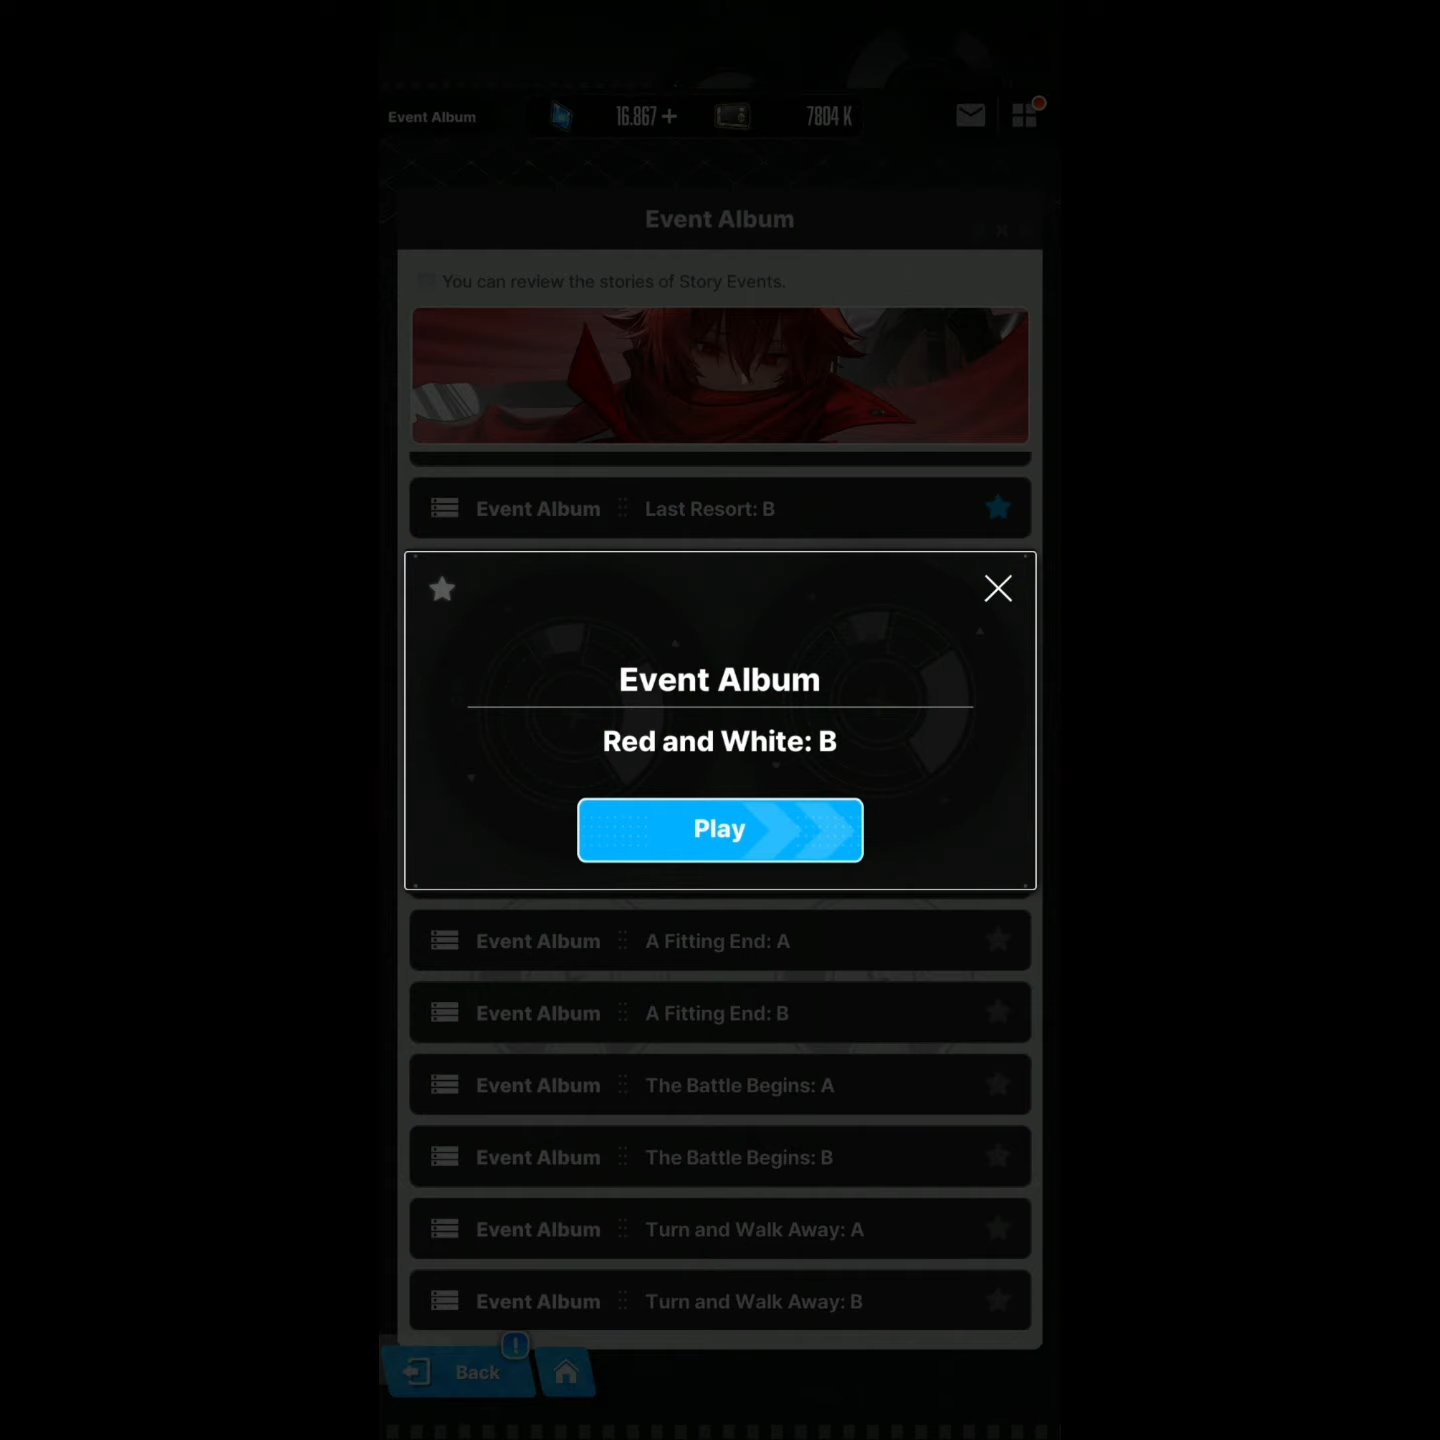 Event Album 16.867 + 7804 K
Event Album
You can review the stories of Story Events.
Event Album Last Resort: B
Event Album
Red and White: B
Play
Event Album A Fitting End: A
Event Album A Fitting End: B
Event Album The Battle Begins: A
Event Album The Battle Begins: B
Event Album Turn and Walk Away: A
Event Album Turn and Walk Away: B
!
Back